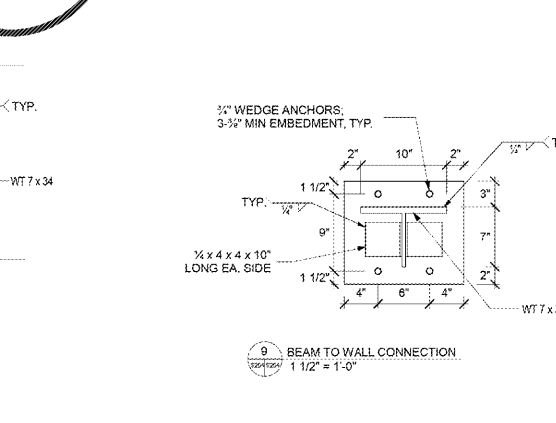 TYP.
WT 7 x 34
¾" WEDGE ANCHORS;
3-⅜" MIN EMBEDMENT, TYP.
2" 10" 2"
1 1/2"
3"
TYP.
¼"
¼"
9"
7"
¼ x 4 x 4 x 10"
LONG EA. SIDE
1 1/2"
2"
4" 6" 4"
WT 7 x
9
BEAM TO WALL CONNECTION
1 1/2" = 1'-0"